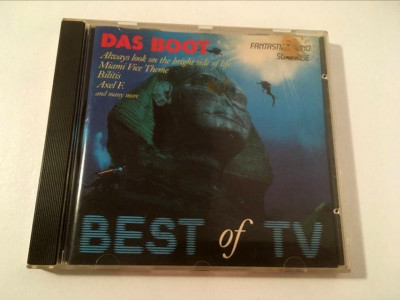 DAS BOOT
Always look on the bright side of life
Miami Vice Theme
Bilitis
Axel F.
and many more
BEST of TV